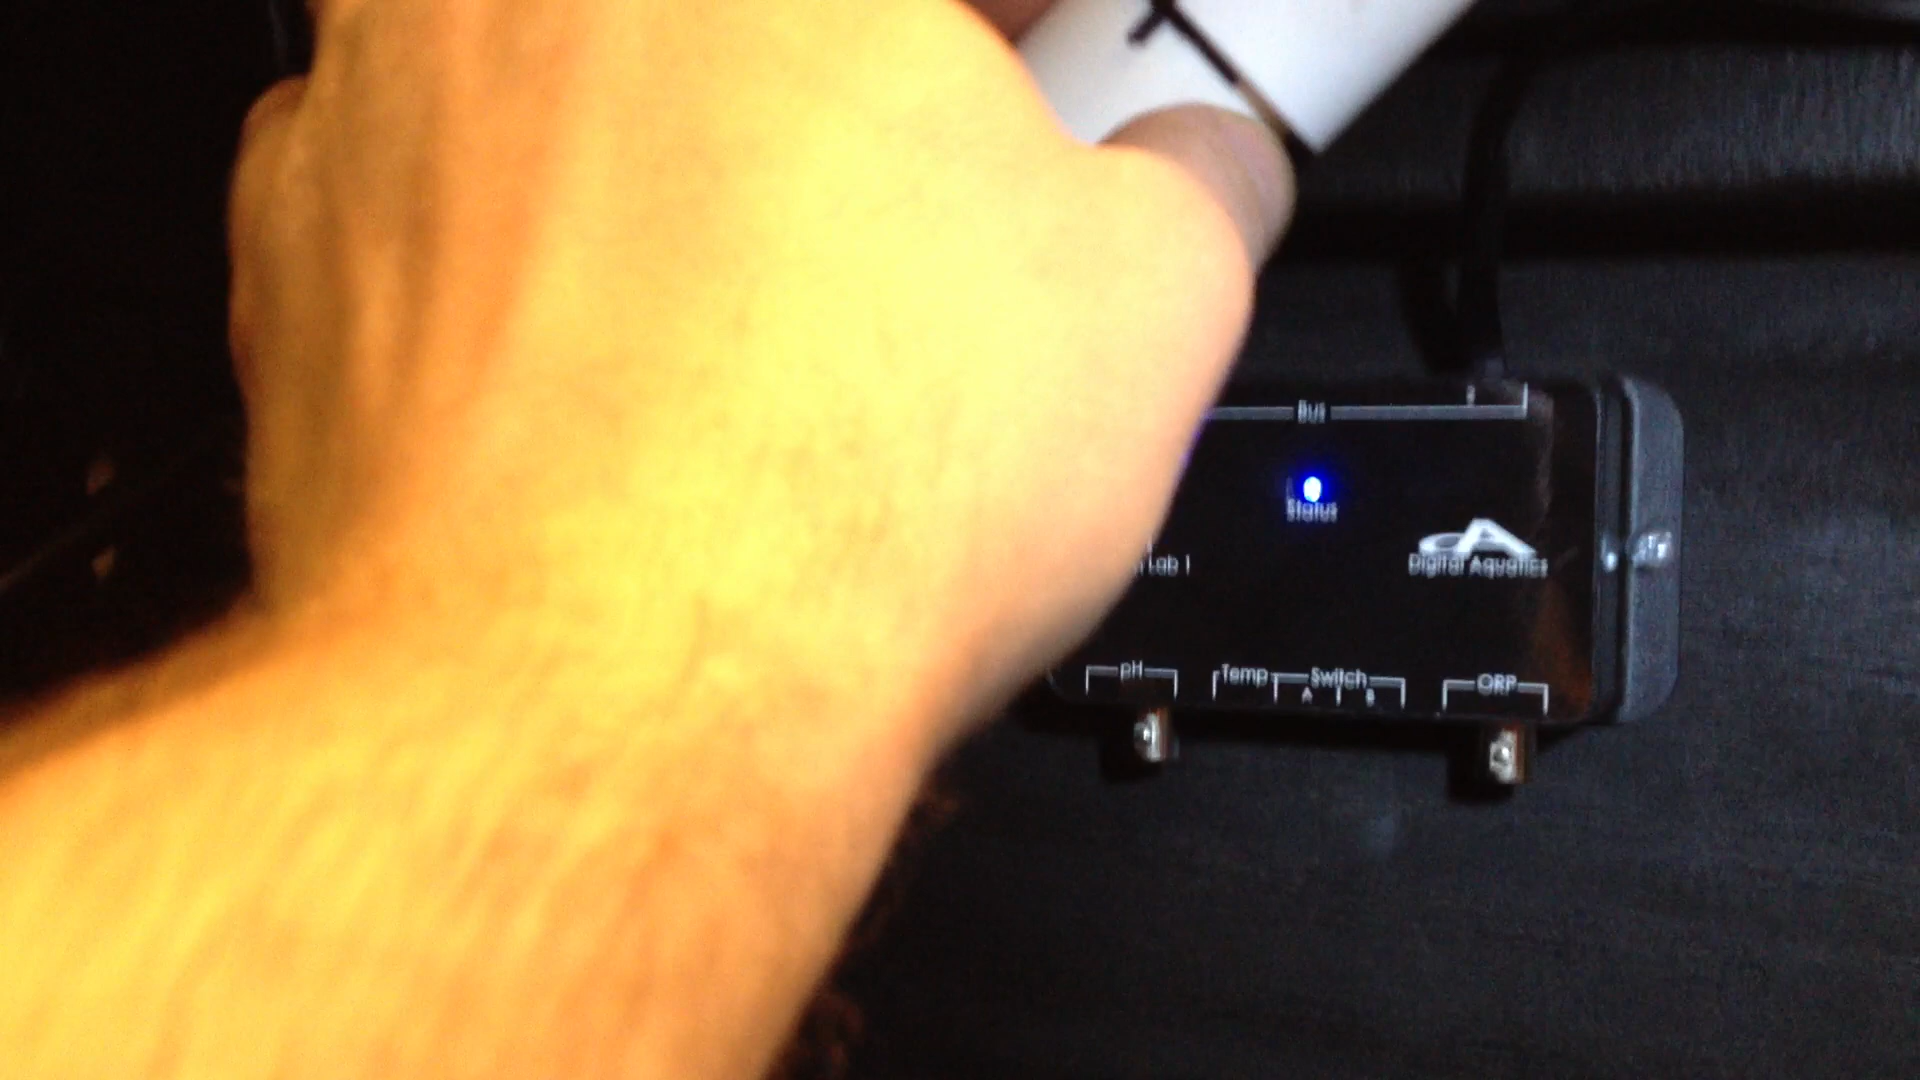 Bus
Status
Lab 1
Digital Aquatics
pH
Temp
Switch
ORP
A
B